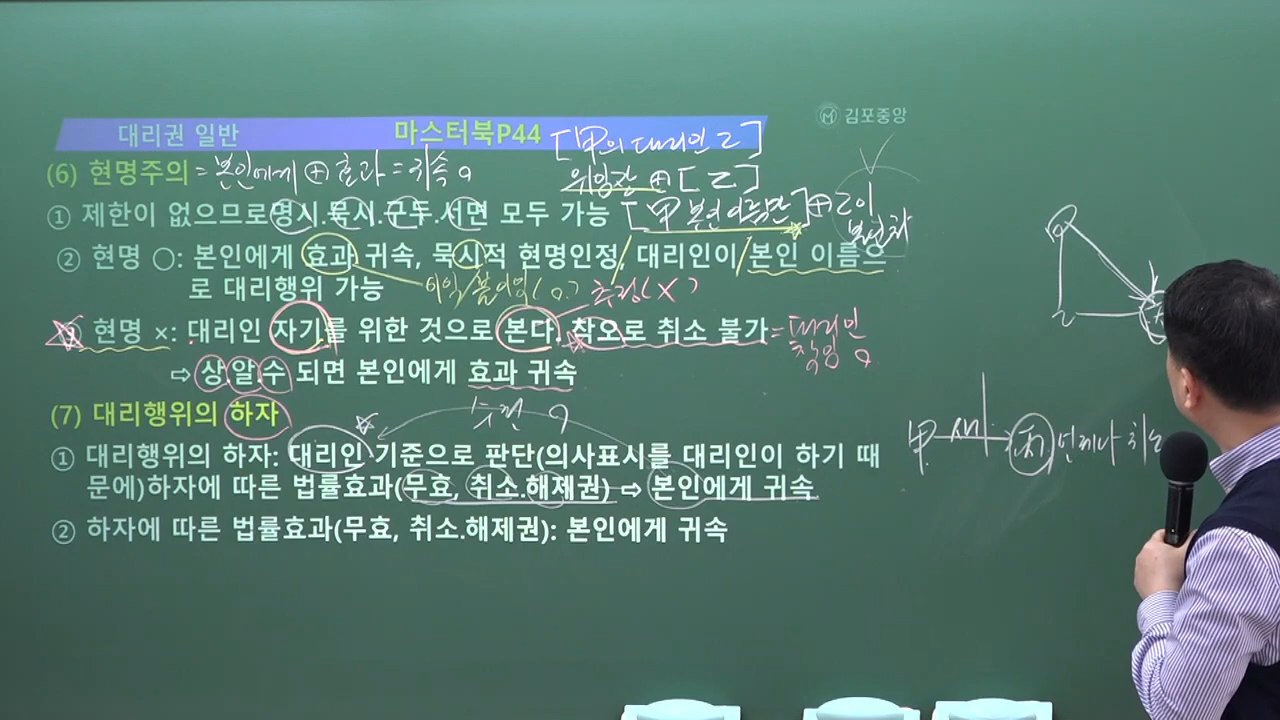 대리권 일반 마스터북P44
김포중앙
[甲의 대리인 乙]
(6) 현명주의 = 본인에게 효과 = 귀속
위임장 ⊕ [乙]
① 제한이 없으므로 명시.묵시.구두.서면 모두 가능
② 현명 ○: 본인에게 효과 귀속, 묵시적 현명인정, 대리인이 본인 이름으
로 대리행위 가능
추정(X)
현명 ×: 대리인 자기를 위한 것으로 본다. 착오로 취소 불가 = 대리인
⇨ 상.알.수 되면 본인에게 효과 귀속
(7) 대리행위의 하자
① 대리행위의 하자: 대리인 기준으로 판단(의사표시를 대리인이 하기 때
문에)하자에 따른 법률효과(무효, 취소.해제권) ⇨ 본인에게 귀속
② 하자에 따른 법률효과(무효, 취소.해제권): 본인에게 귀속
甲